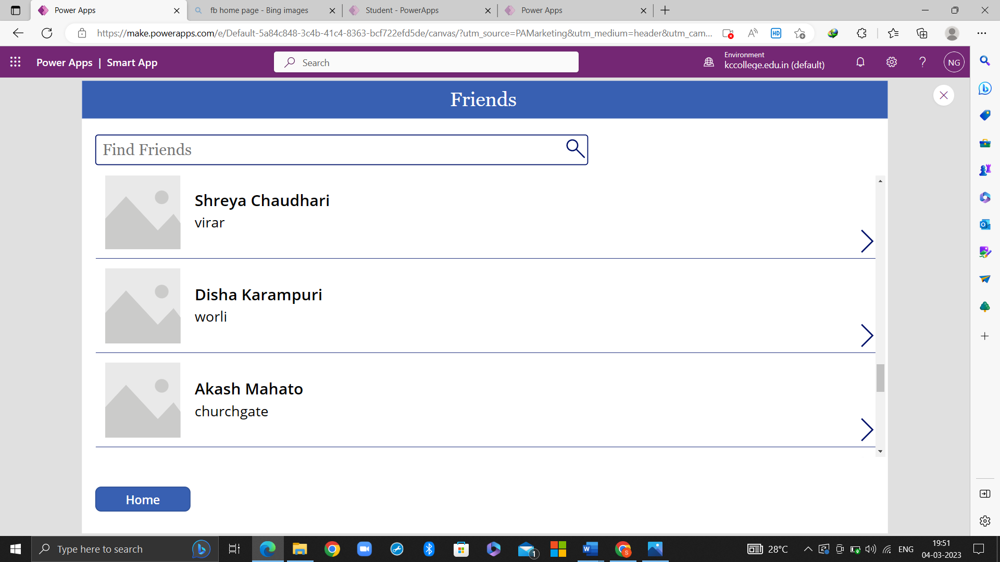 Power Apps
fb home page - Bing images
Student - PowerApps
Power Apps
https://make.powerapps.com/e/Default-5a84c848-3c4b-41c4-8363-bcf722efd5de/canvas/?utm_source=PAMarketing&utm_medium=header&utm_cam...
HD
Power Apps | Smart App
Search
Environment
kccollege.edu.in (default)
NG
Friends
Find Friends
Shreya Chaudhari
virar
Disha Karampuri
worli
Akash Mahato
churchgate
Home
Type here to search
1
28°C
ENG
19:51
04-03-2023